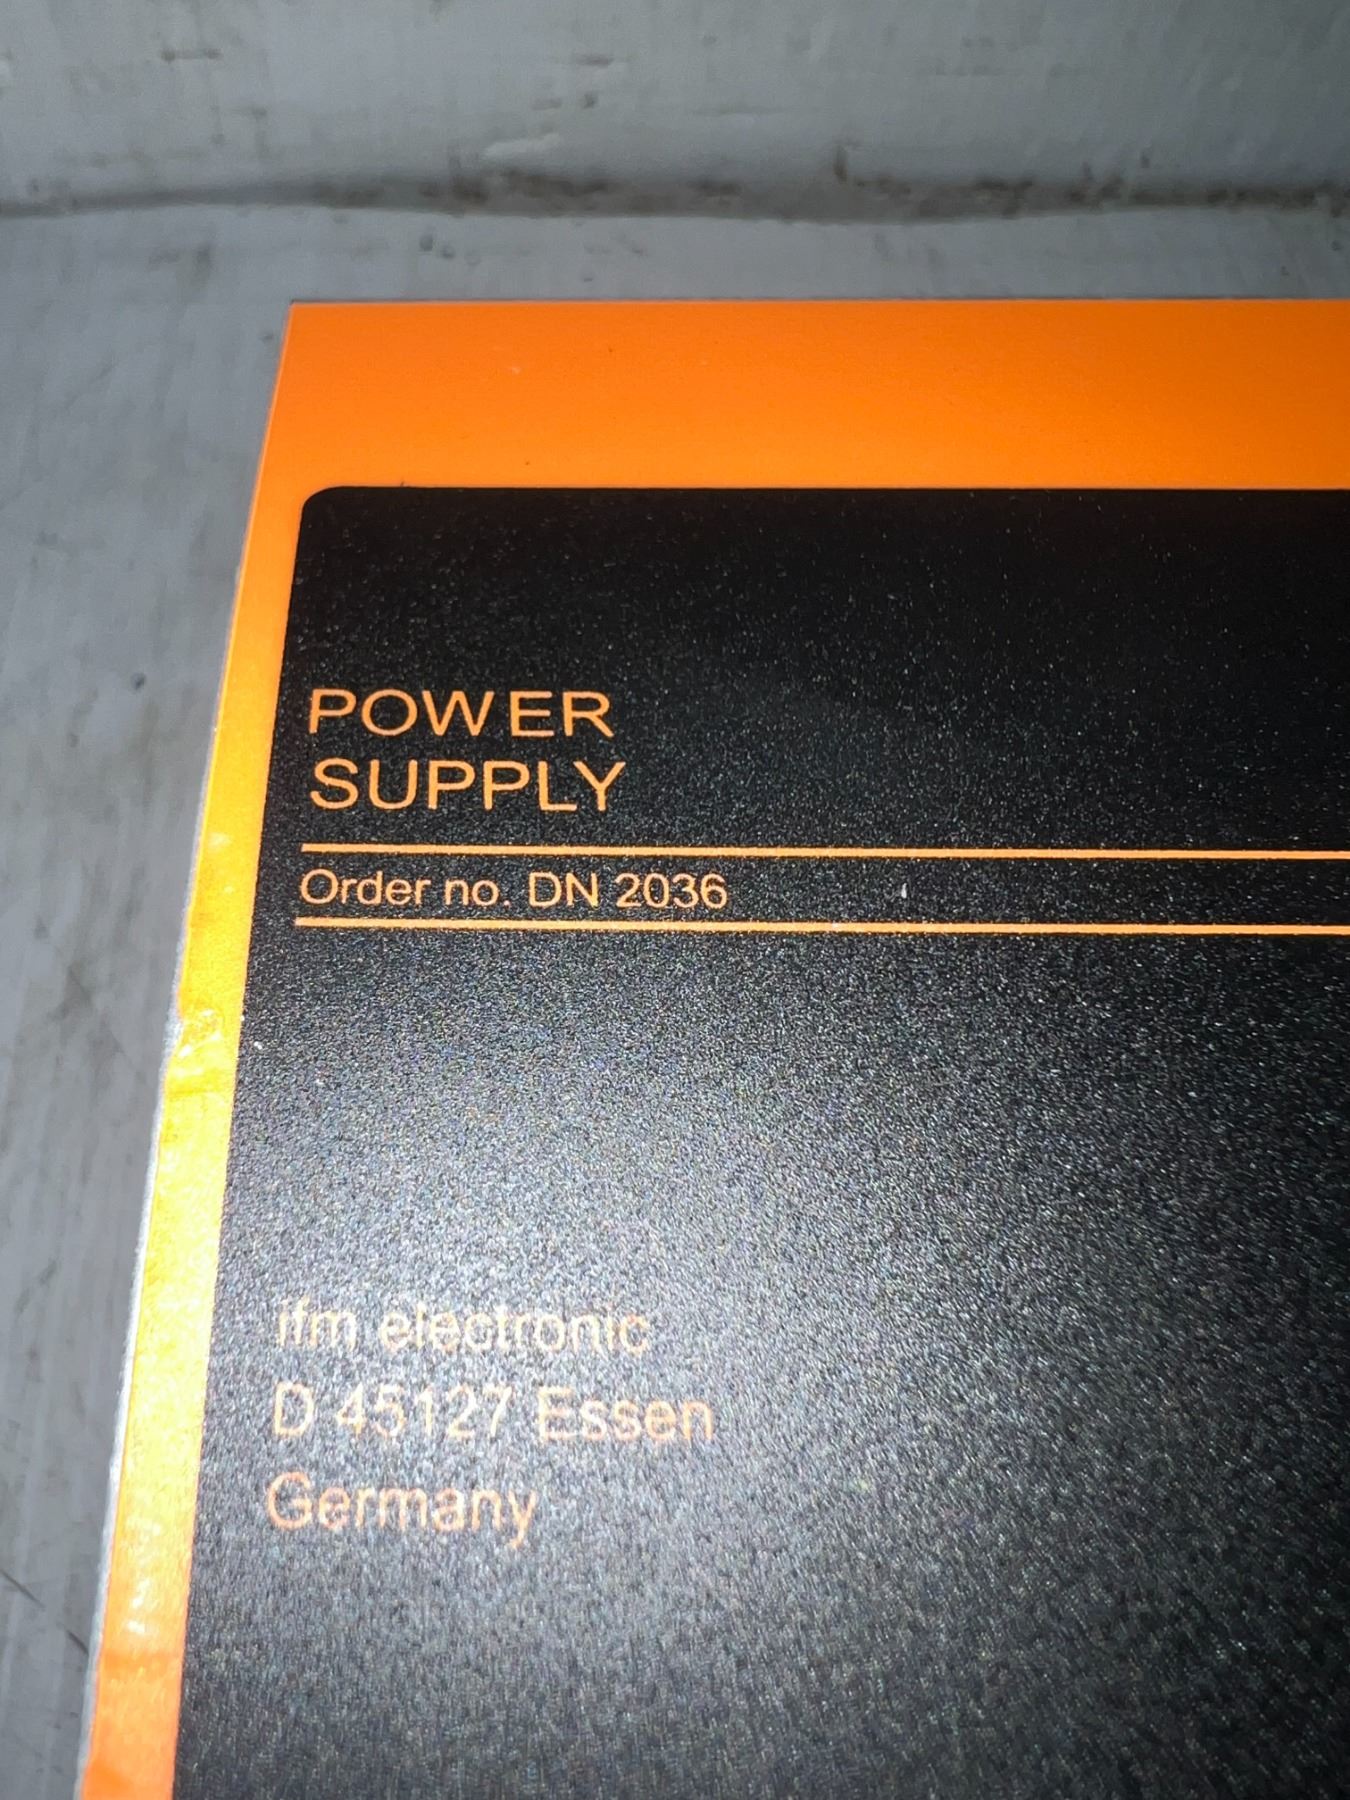 POWER
SUPPLY
Order no. DN 2036
ifm electronic
D 45127 Essen
Germany